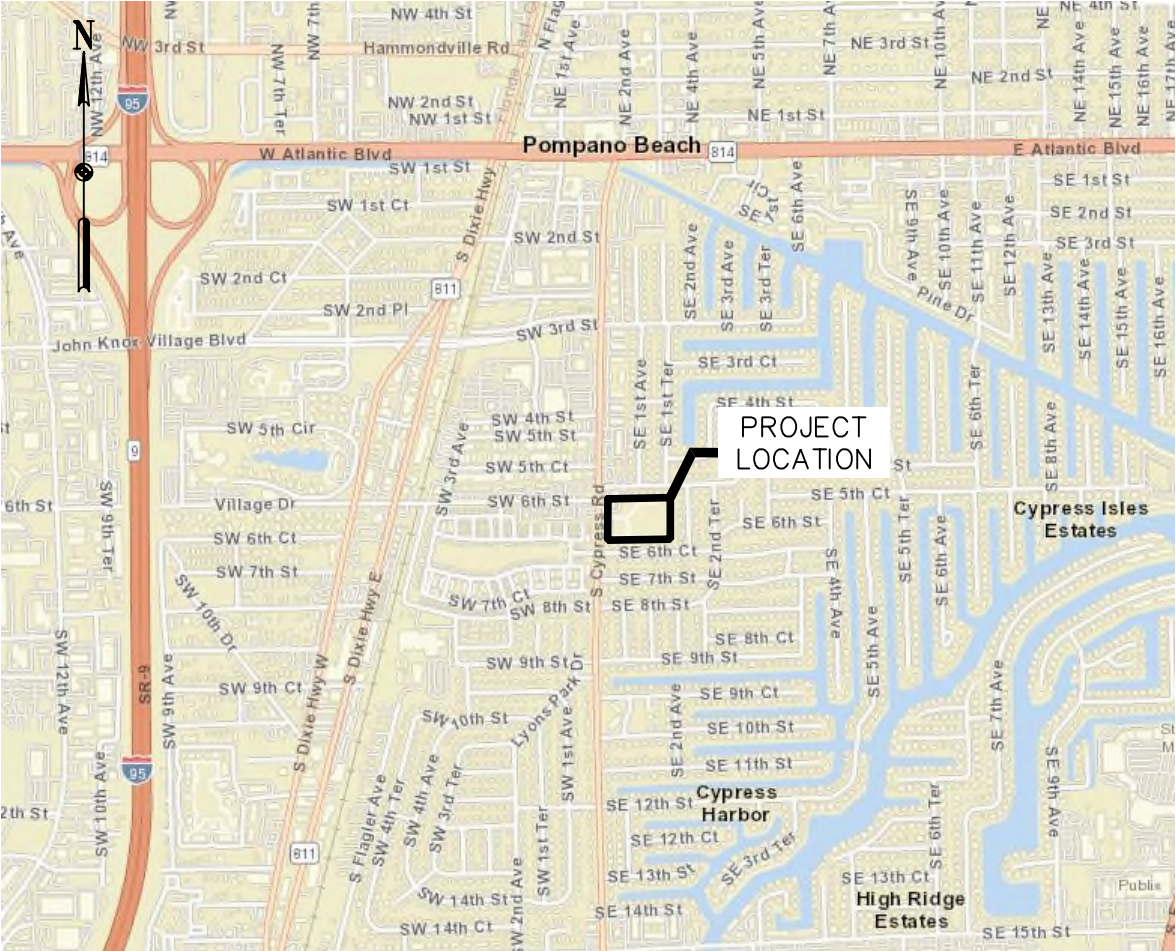 NW 4th St
NE 4th St
N
NW 12th Ave
NW 3rd St
NW 7th Ter
NW 7th
Hammondville Rd
N Flag
NE 1st Ave
NE 2nd Ave
NE 4th Ave
NE 5th Ave
NE 7th A
NE 3rd St
NE 10th Ave
NE
NE 2nd St
NE 14th Ave
NE 15th Ave
NE 16th Ave
NE 17th A
95
NW 2nd St
NW 1st St
NE 1st St
814
W Atlantic Blvd
Pompano Beach
814
E Atlantic Blvd
SW 1st St
SW 1st Ct
S Dixie Hwy
SE 1st
Cir
SE 6th Ave
SE 1st St
SE 2nd St
SE 3rd St
SE 9th Ave
SE 10th Ave
SE 11th Ave
SE 12th Ave
SE 13th Ave
SE 14th Ave
SE 15th Ave
SE 16th
SW 2nd St
SE 2nd Ave
SE 3rd Ave
SE 3rd Ter
Pine Dr
SW 2nd Ct
811
SW 2nd Pl
SW 3rd St
John Knox Village Blvd
SE 3rd Ct
SE 1st Ave
SE 1st Ter
SE 6th Ter
SE 8th Ave
SE 4th St
PROJECT
LOCATION
SW 4th St
SW 5th St
SW 5th Ct
SW 6th St
SW 5th Cir
SW 3rd Ave
9
6th St
SW 9th Ter
Village Dr
S Cypress Rd
St
SE 5th Ct
SE 6th St
SE 2nd Ter
SE 5th Ter
SE 6th Ave
Cypress Isles
Estates
SW 6th Ct
SW 7th St
SE 6th Ct
SE 7th St
SE 8th St
SE 4th Ave
SW 10th Dr
SW 7th Ct
SW 8th St
SE 8th Ct
SE 9th St
SE 5th Ave
SE 7th Ave
SW 12th Ave
SR-9
SW 9th Ave
SW 9th Ct
S Dixie Hwy W
S Dixie Hwy E
SW 9th St
Lyons Park Dr
SW 10th St
SE 9th Ct
SE 10th St
SE 11th St
SE 2nd Ave
95
SW 10th Ave
2th St
811
S Flagler Ave
SW 4th Ter
SW 4th Ave
SW 3rd Ter
SW 1st Ave
SW 1st Ter
SW 2nd Ave
SE 12th St
Cypress
Harbor
SE 12th Ct
SE 13th St
SE 3rd Ter
SE 14th St
SE 6th Ter
SE 9th Ave
SE 13th Ct
High Ridge
Estates
SE 15th St
Publix
SW 14th St
SW 14th Ct